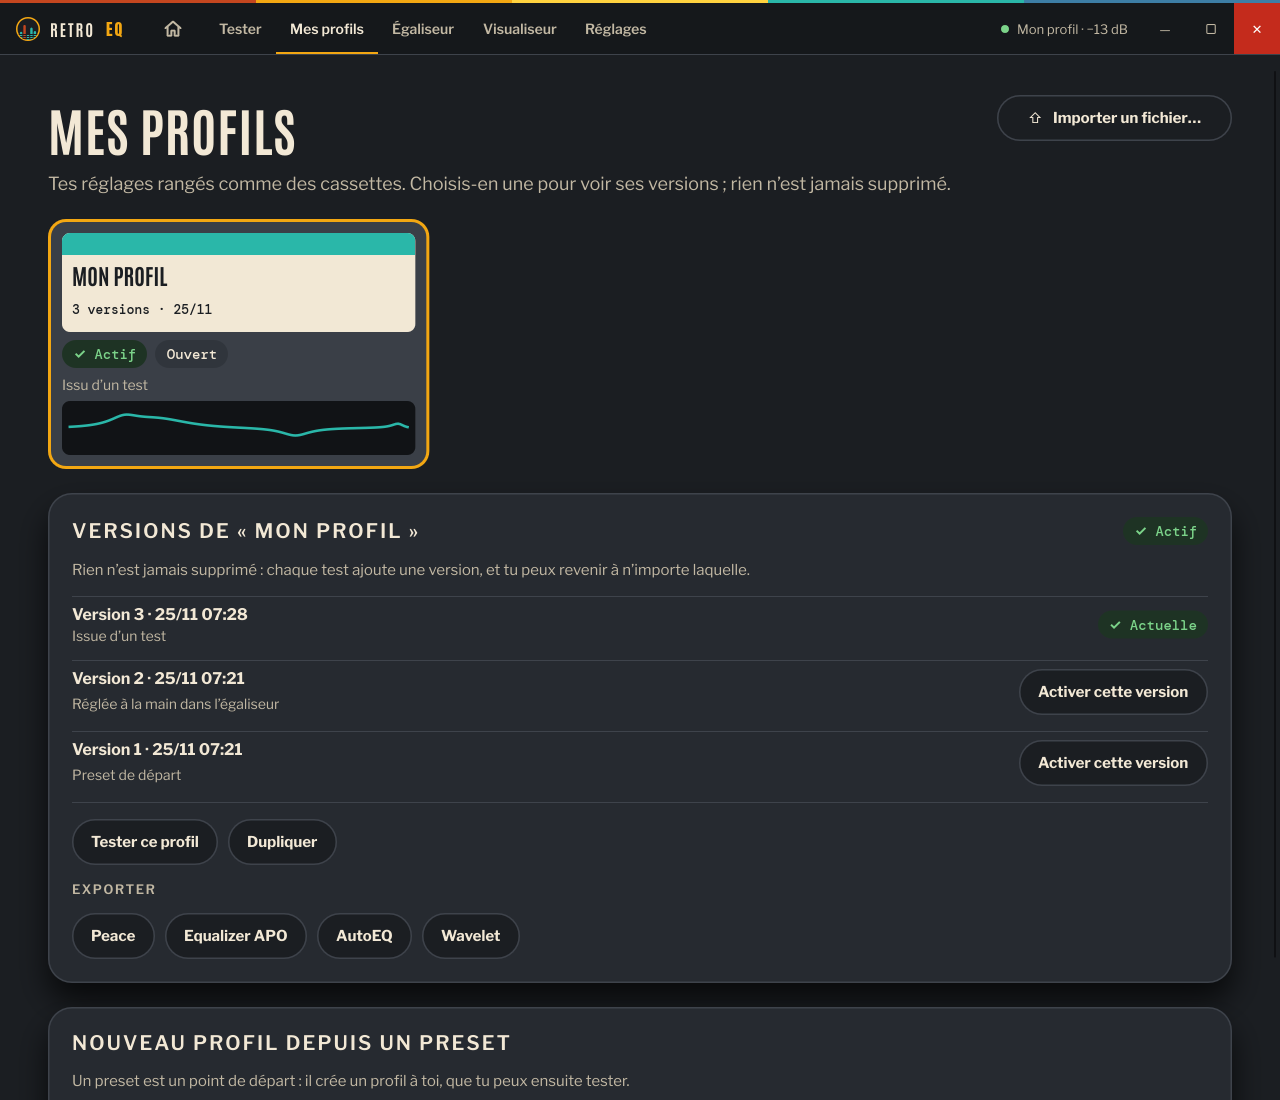 RETRO EQ
Tester
Mes profils
Égaliseur
Visualiseur
Réglages
Mon profil · −13 dB
MES PROFILS
Importer un fichier…
Tes réglages rangés comme des cassettes. Choisis-en une pour voir ses versions ; rien n’est jamais supprimé.
MON PROFIL
3 versions · 25/11
✓ Actif
Ouvert
Issu d’un test
VERSIONS DE « MON PROFIL »
✓ Actif
Rien n’est jamais supprimé : chaque test ajoute une version, et tu peux revenir à n’importe laquelle.
Version 3 · 25/11 07:28
Issue d’un test
✓ Actuelle
Version 2 · 25/11 07:21
Réglée à la main dans l’égaliseur
Activer cette version
Version 1 · 25/11 07:21
Preset de départ
Activer cette version
Tester ce profil
Dupliquer
EXPORTER
Peace
Equalizer APO
AutoEQ
Wavelet
NOUVEAU PROFIL DEPUIS UN PRESET
Un preset est un point de départ : il crée un profil à toi, que tu peux ensuite tester.